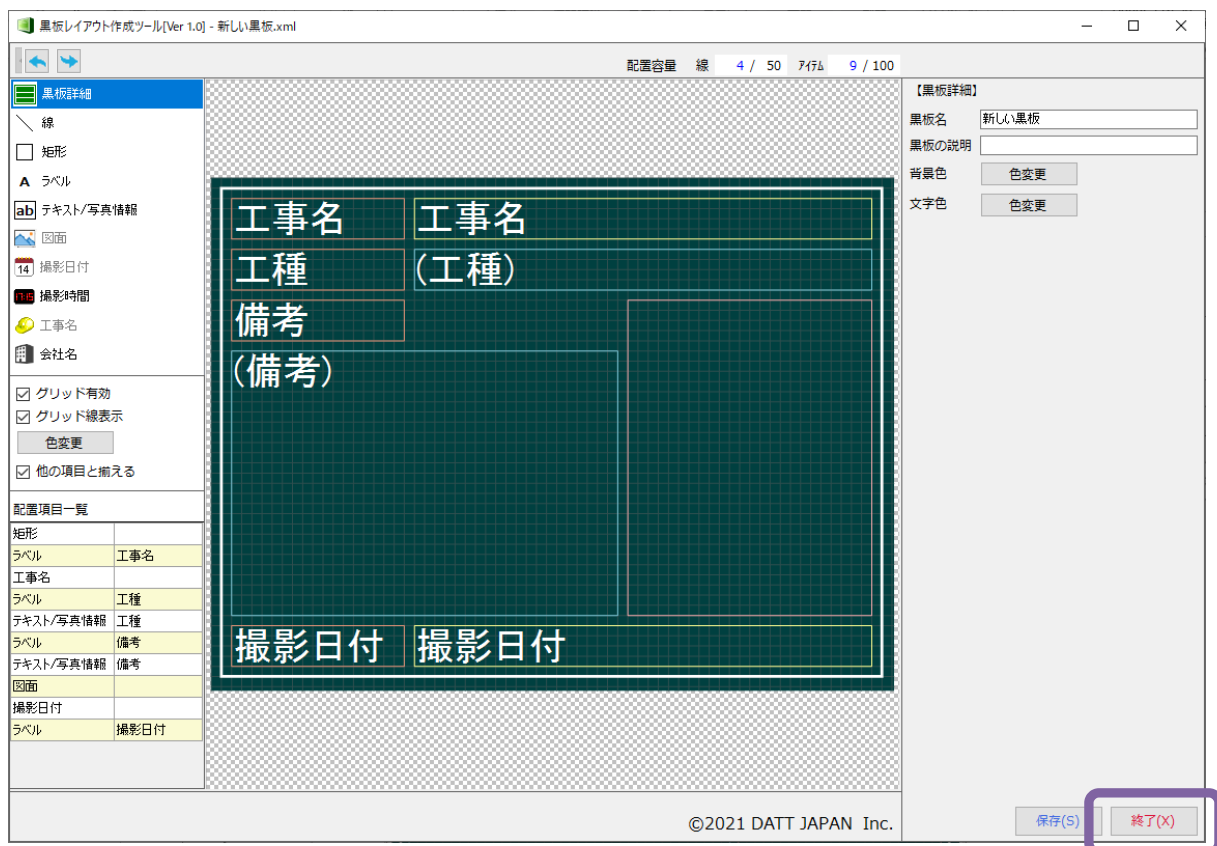 黒板レイアウト作成ツール[Ver 1.0] - 新しい黒板.xml
配置容量 線 4 / 50 ｱｲﾃﾑ 9 / 100
黒板詳細
線
矩形
A ラベル
ab テキスト/写真情報
図面
14 撮影日付
17:15 撮影時間
工事名
会社名
グリッド有効
グリッド線表示
色変更
他の項目と揃える
配置項目一覧
矩形
ラベル 工事名
工事名
ラベル 工種
テキスト/写真情報 工種
ラベル 備考
テキスト/写真情報 備考
図面
撮影日付
ラベル 撮影日付
工事名 工事名
工種 (工種)
備考
(備考)
撮影日付 撮影日付
©2021 DATT JAPAN Inc.
【黒板詳細】
黒板名 新しい黒板
黒板の説明
背景色 色変更
文字色 色変更
保存(S) 終了(X)